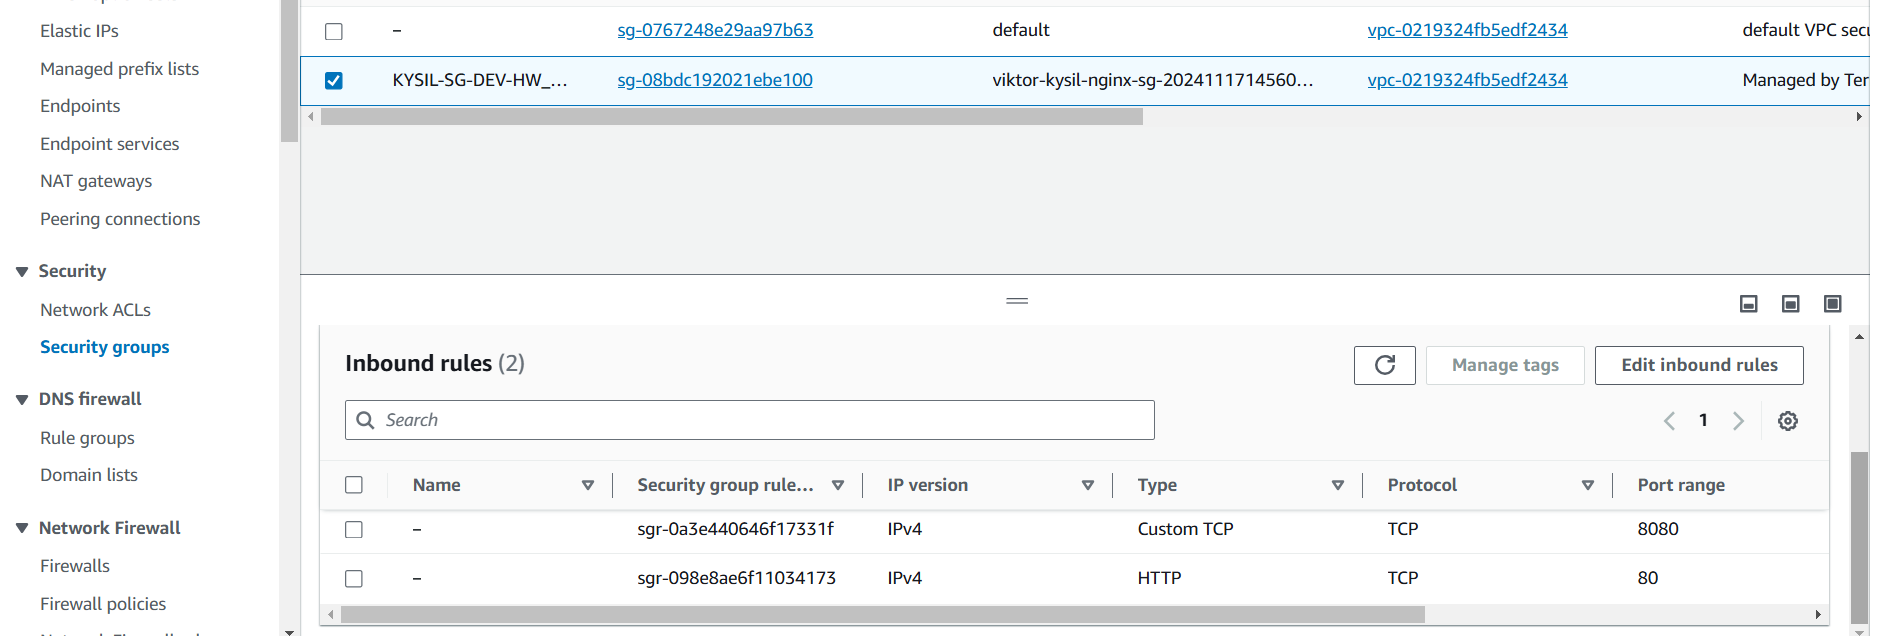 Elastic IPs
Managed prefix lists
Endpoints
Endpoint services
NAT gateways
Peering connections
Security
Network ACLs
Security groups
DNS firewall
Rule groups
Domain lists
Network Firewall
Firewalls
Firewall policies
– sg-0767248e29aa97b63 default vpc-0219324fb5edf2434 default VPC secu
KYSIL-SG-DEV-HW_... sg-08bdc192021ebe100 viktor-kysil-nginx-sg-2024111714560... vpc-0219324fb5edf2434 Managed by Ter
Inbound rules (2)
Manage tags
Edit inbound rules
Search
1
Name Security group rule... IP version Type Protocol Port range
– sgr-0a3e440646f17331f IPv4 Custom TCP TCP 8080
– sgr-098e8ae6f11034173 IPv4 HTTP TCP 80